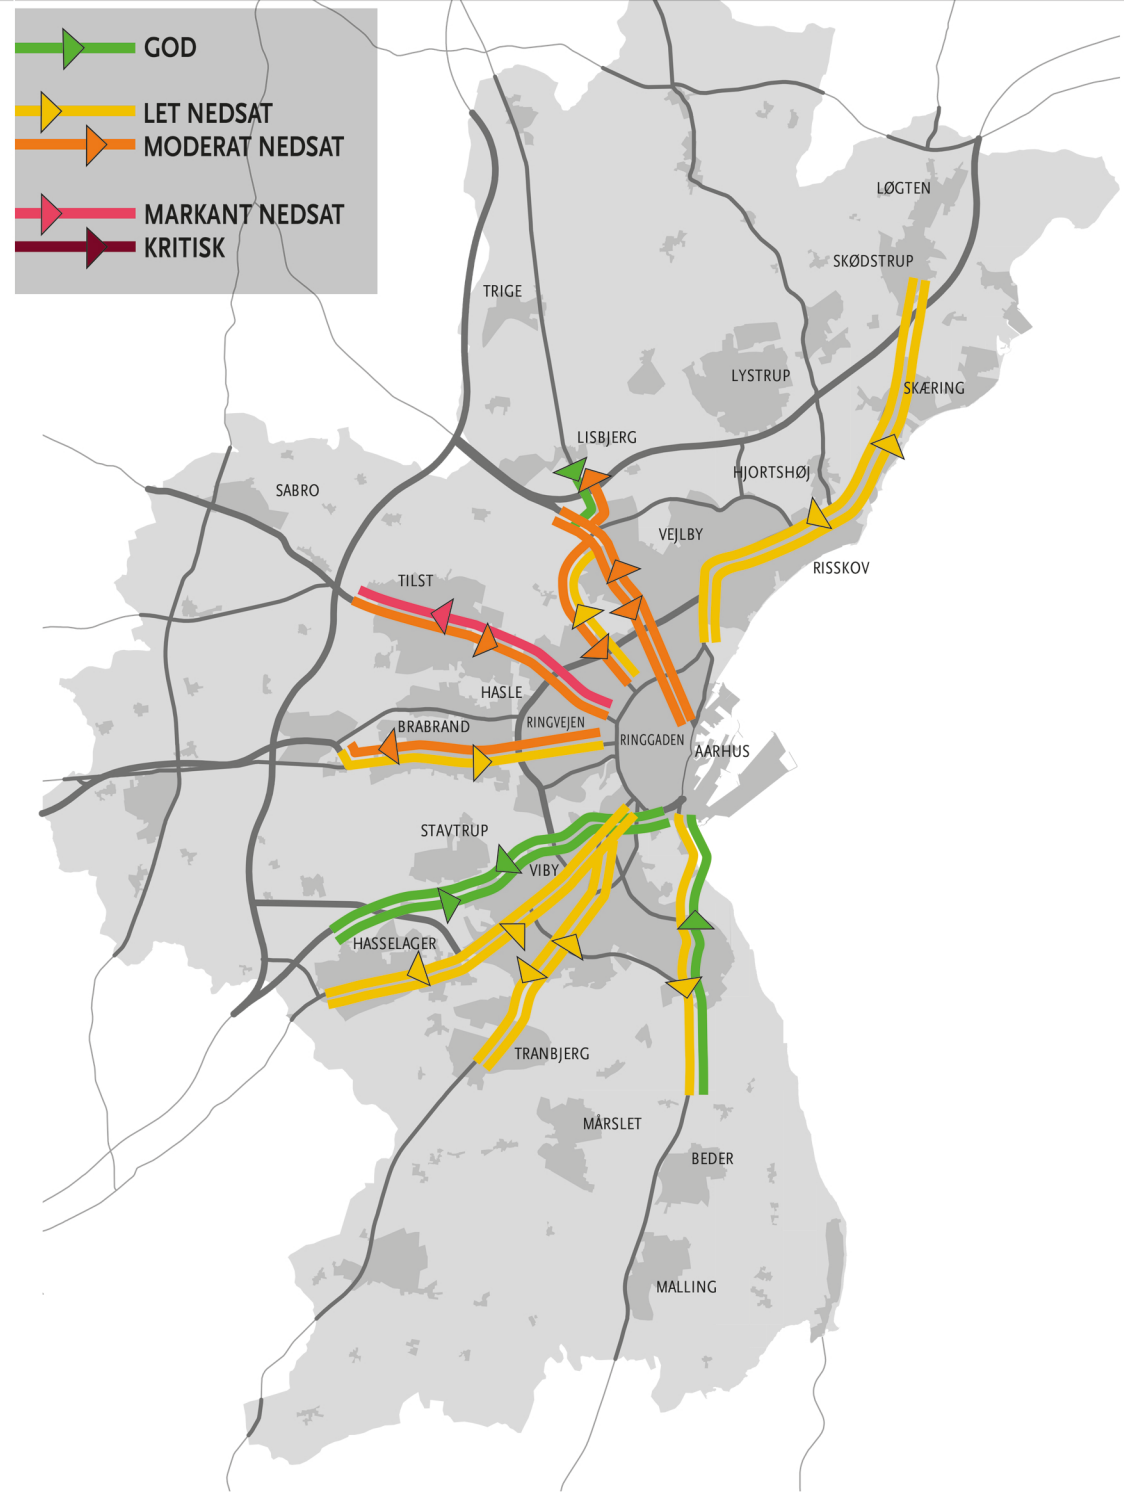 GOD
LET NEDSAT
MODERAT NEDSAT
MARKANT NEDSAT
KRITISK
LØGTEN
SKØDSTRUP
TRIGE
LYSTRUP
SKÆRING
LISBJERG
HJORTSHØJ
SABRO
VEJLBY
RISSKOV
TILST
HASLE
RINGVEJEN
BRABRAND
RINGGADEN
AARHUS
STAVTRUP
VIBY
HASSELAGER
TRANBJERG
MÅRSLET
BEDER
MALLING